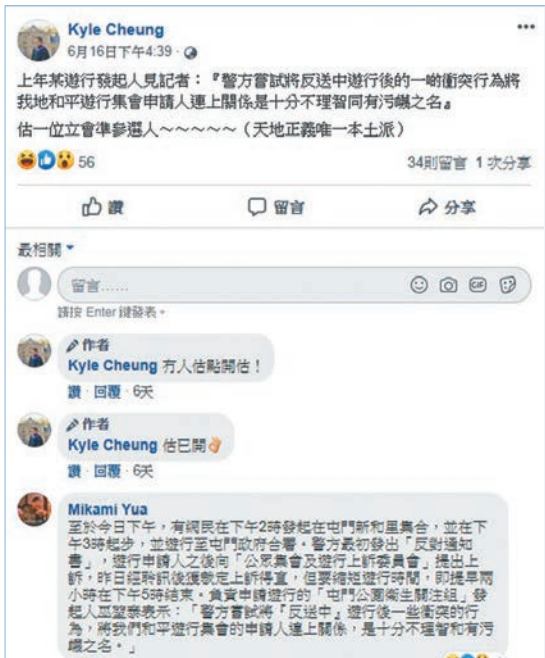 Kyle Cheung
6月16日下午4:39 ·
上年某遊行發起人見記者：『警方嘗試將反送中遊行後的一啲衝突行為將
我地和平遊行集會申請人連上關係是十分不理智同有污衊之名』
估一位立會準參選人～～～～～（天地正義唯一本土派）
56
34則留言 1次分享
讚
留言
分享
最相關
留言……
GIF
請按 Enter 鍵發表。
作者
Kyle Cheung 冇人估點開估！
讚 · 回覆 · 6天
作者
Kyle Cheung 估已開👌
讚 · 回覆 · 6天
Mikami Yua
至於今日下午，有網民在下午2時發起在屯門新和里集合，並在下
午3時起步，並遊行至屯門政府合署。警方最初發出「反對通知
書」，遊行申請人之後向「公眾集會及遊行上訴委員會」提出上
訴，昨日經聆訊後獲裁定上訴得直，但要縮短遊行時間，即提早兩
小時在下午5時結束。負責申請遊行的「屯門公園衛生關注組」發
起人巫堃泰表示：「警方嘗試將『反送中』遊行後一些衝突的行
為，將我們和平遊行集會的申請人連上關係，是十分不理智和有污
衊之名。」